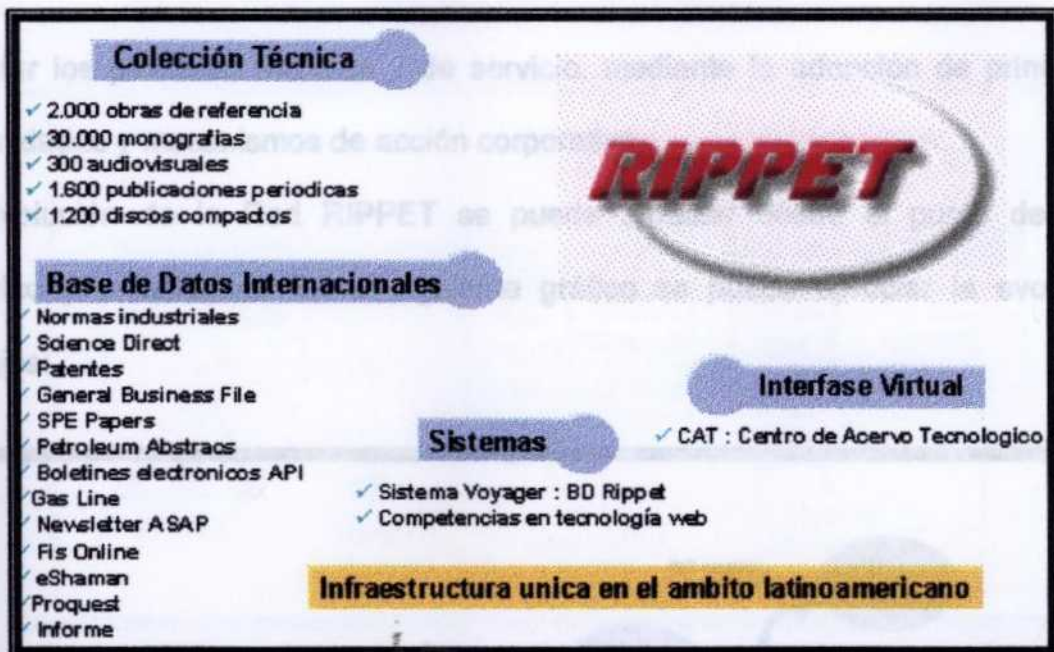 Colección Técnica
✓ 2.000 obras de referencia
✓ 30.000 monografias
✓ 300 audiovisuales
✓ 1.600 publicaciones periodicas
✓ 1.200 discos compactos
RIPPET
Base de Datos Internacionales
✓ Normas industriales
✓ Science Direct
✓ Patentes
✓ General Business File
✓ SPE Papers
✓ Petroleum Abstracs
✓ Boletines electronicos API
✓ Gas Line
✓ Newsletter ASAP
✓ Fis Online
✓ eShaman
✓ Proquest
✓ Informe
Interfase Virtual
✓ CAT : Centro de Acervo Tecnologico
Sistemas
✓ Sistema Voyager : BD Rippet
✓ Competencias en tecnología web
Infraestructura unica en el ambito latinoamericano